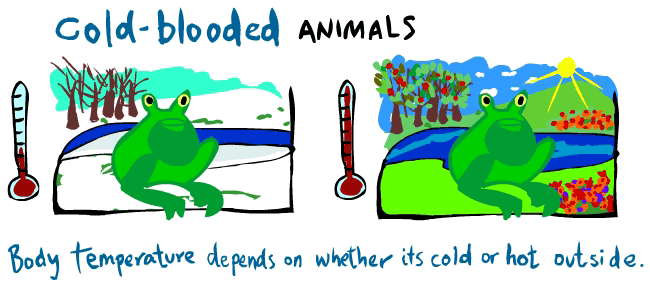 Cold-blooded ANIMALS
Body Temperature depends on whether its cold or hot outside.